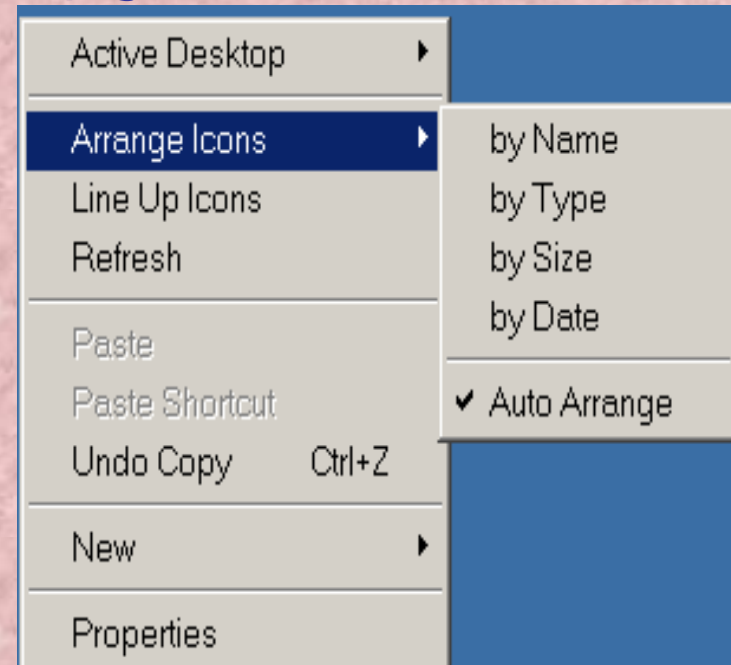 Active Desktop
Arrange Icons
Line Up Icons
Refresh
Paste
Paste Shortcut
Undo Copy Ctrl+Z
New
Properties
by Name
by Type
by Size
by Date
Auto Arrange